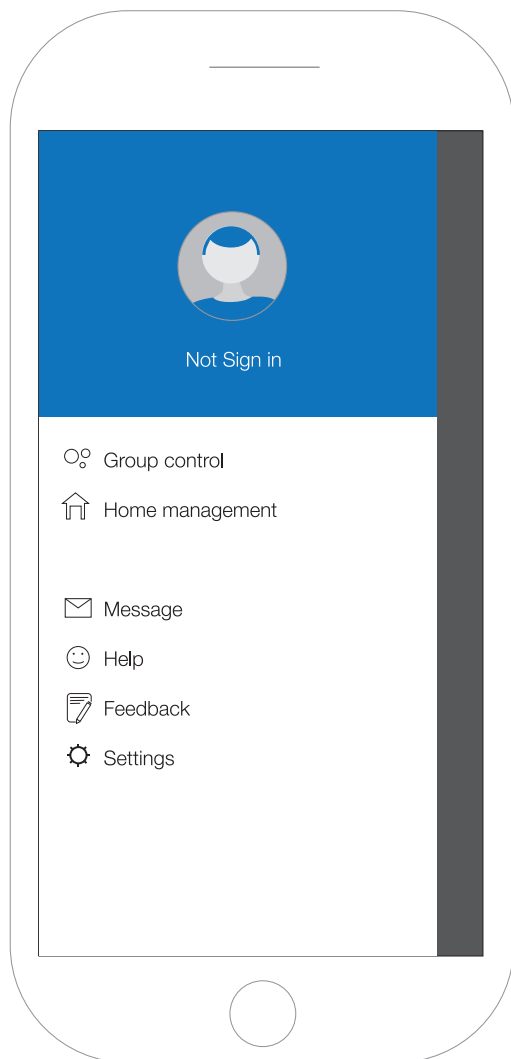 Not Sign in
Group control
Home management
Message
Help
Feedback
Settings